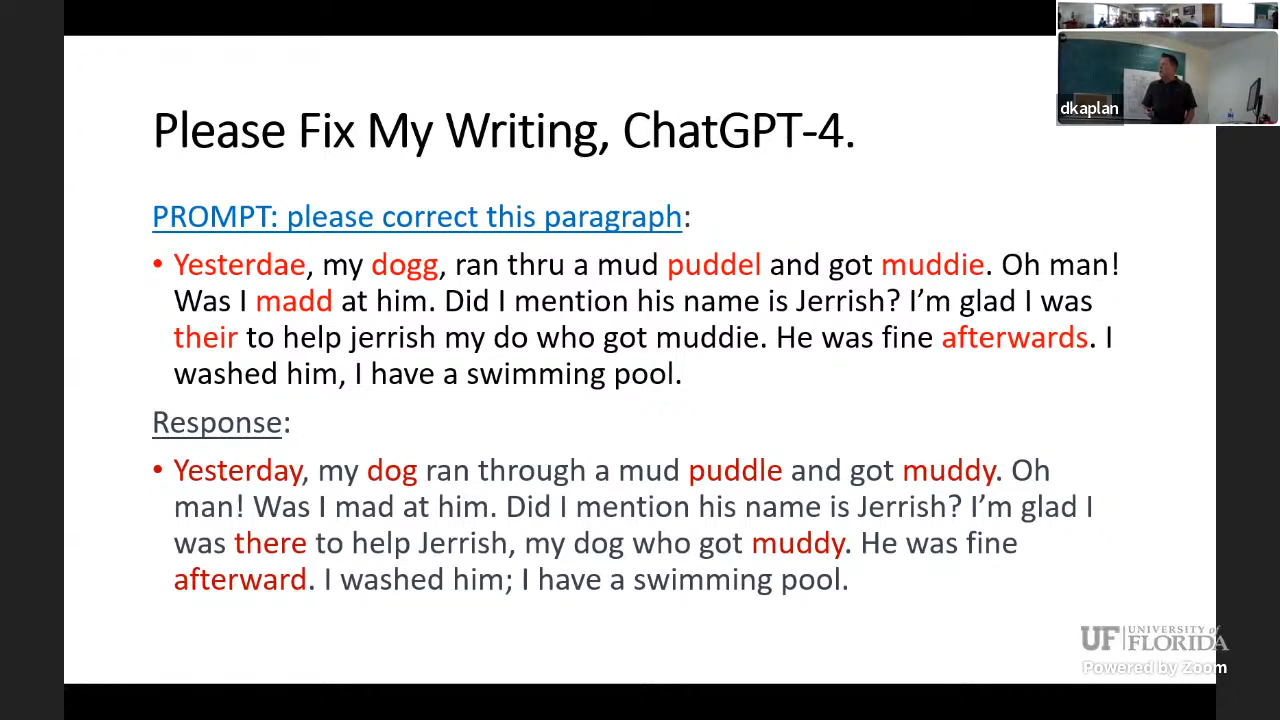 dkaplan
Please Fix My Writing, ChatGPT-4.
PROMPT: please correct this paragraph:
• Yesterdae, my dogg, ran thru a mud puddel and got muddie. Oh man!
Was I madd at him. Did I mention his name is Jerrish? I’m glad I was
their to help jerrish my do who got muddie. He was fine afterwards. I
washed him, I have a swimming pool.
Response:
• Yesterday, my dog ran through a mud puddle and got muddy. Oh
man! Was I mad at him. Did I mention his name is Jerrish? I’m glad I
was there to help Jerrish, my dog who got muddy. He was fine
afterward. I washed him; I have a swimming pool.
UF UNIVERSITY of
FLORIDA
Powered by Zoom